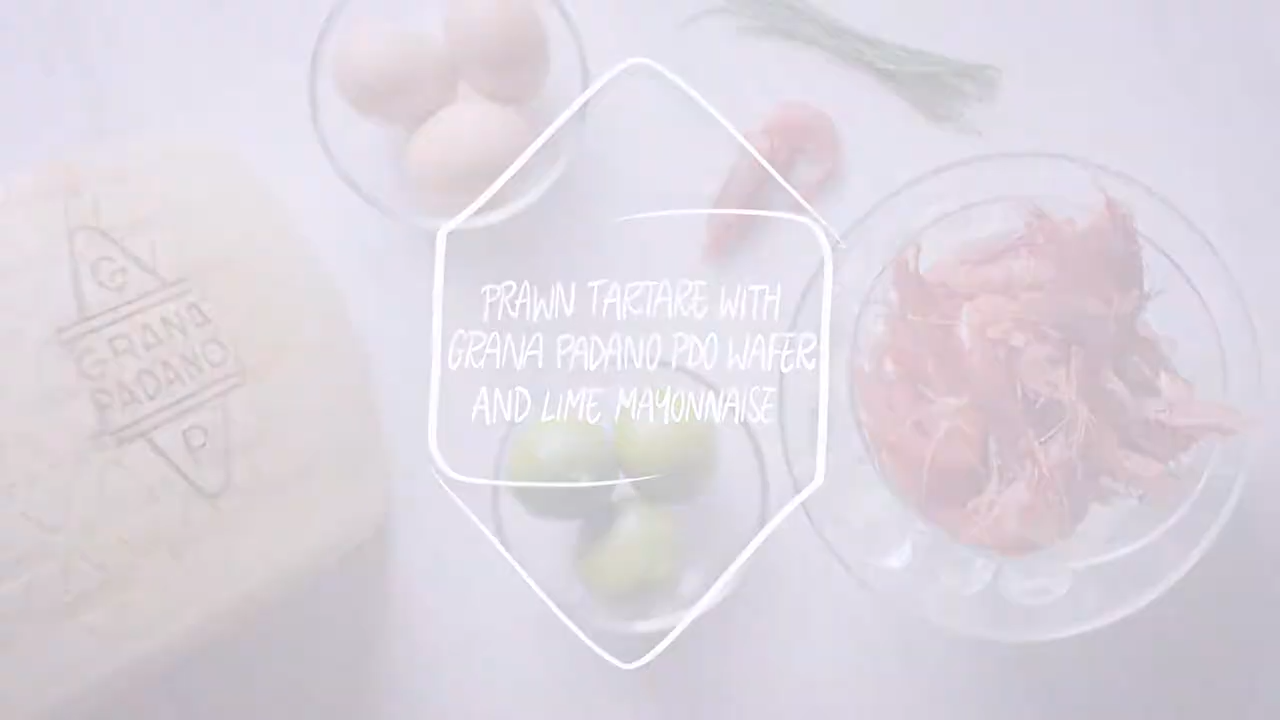 G
GRANA
PADANO
P
PRAWN TARTARE WITH
GRANA PADANO PDO WAFER
AND LIME MAYONNAISE